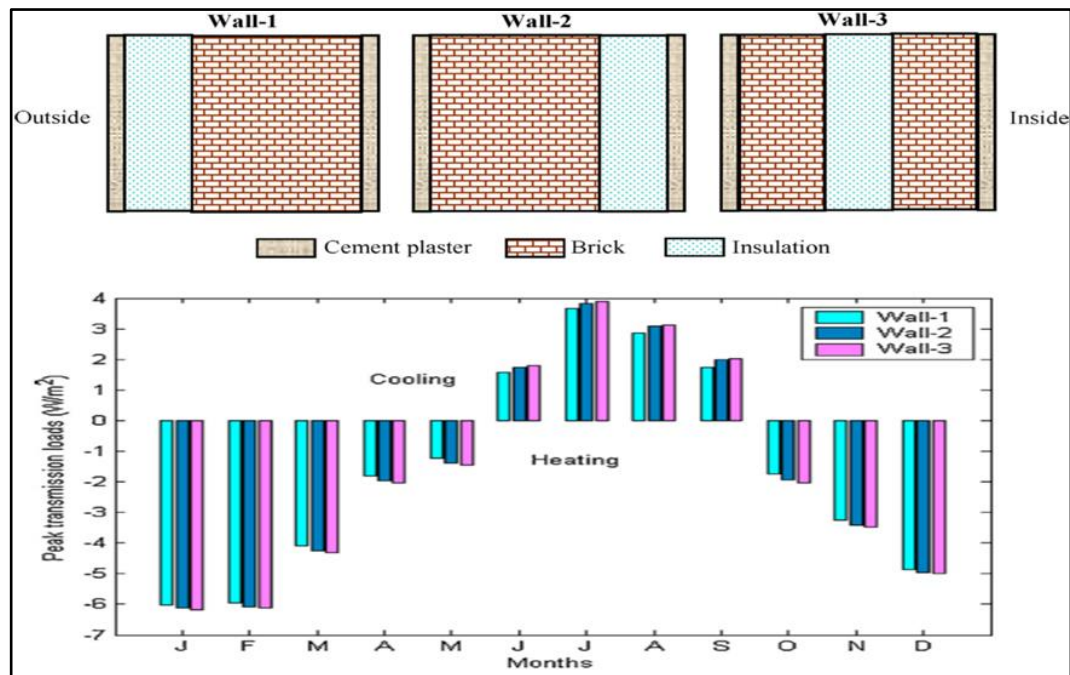 Wall-1 Wall-2 Wall-3
Outside Inside
Cement plaster Brick Insulation
Peak transmission loads (W/m²)
4
3
2
1
0
-1
-2
-3
-4
-5
-6
-7
Wall-1
Wall-2
Wall-3
Cooling
Heating
J F M A M J J A S O N D
Months